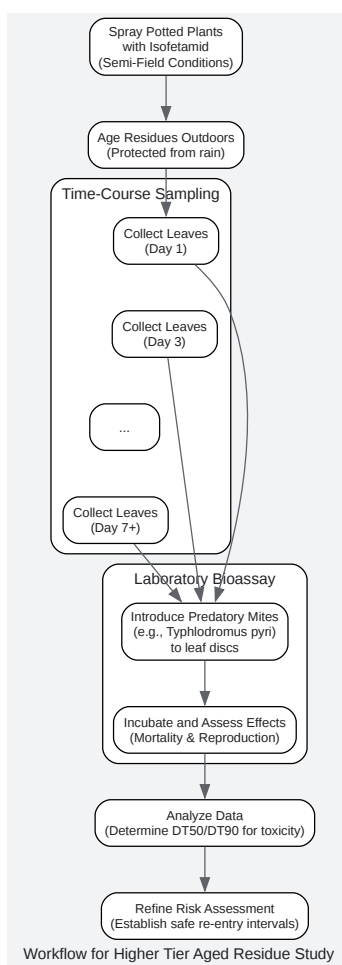 Spray Potted Plants
with Isofetamid
(Semi-Field Conditions)
Age Residues Outdoors
(Protected from rain)
Time-Course Sampling
Collect Leaves
(Day 1)
Collect Leaves
(Day 3)
...
Collect Leaves
(Day 7+)
Laboratory Bioassay
Introduce Predatory Mites
(e.g., Typhlodromus pyri)
to leaf discs
Incubate and Assess Effects
(Mortality & Reproduction)
Analyze Data
(Determine DT50/DT90 for toxicity)
Refine Risk Assessment
(Establish safe re-entry intervals)
Workflow for Higher Tier Aged Residue Study